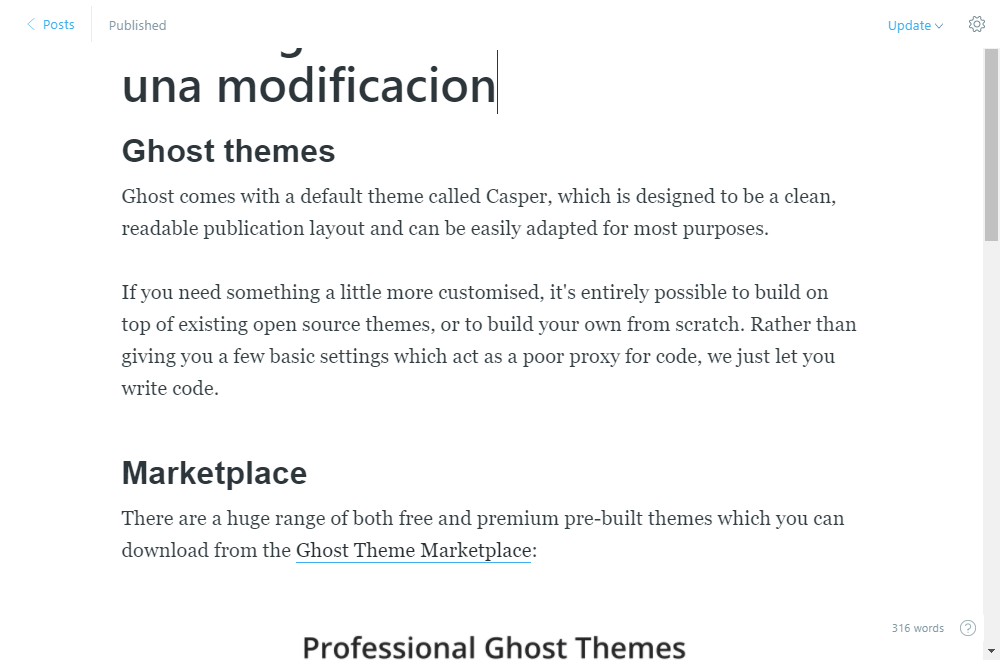 Posts
Published
Update
una modificacion
Ghost themes
Ghost comes with a default theme called Casper, which is designed to be a clean,
readable publication layout and can be easily adapted for most purposes.
If you need something a little more customised, it's entirely possible to build on
top of existing open source themes, or to build your own from scratch. Rather than
giving you a few basic settings which act as a poor proxy for code, we just let you
write code.
Marketplace
There are a huge range of both free and premium pre-built themes which you can
download from the Ghost Theme Marketplace:
316 words
Professional Ghost Themes